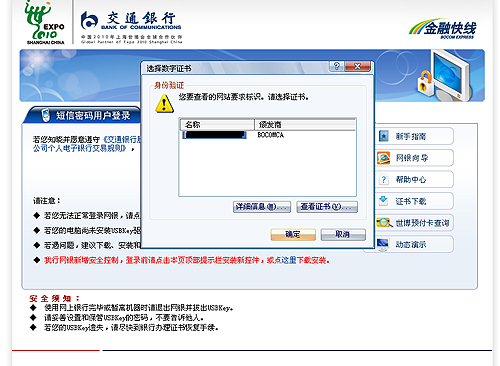 EXPO
2010
SHANGHAI CHINA
交通银行
BANK OF COMMUNICATIONS
中国2010年上海世博会全球合作伙伴
Global Partner of Expo 2010 Shanghai China
金融快线
BOCOM EXPRESS
选择数字证书
身份验证
您要查看的网站要求标识。请选择证书。
名称 颁发商
BOCOMCA
详细信息(M)... 查看证书(V)...
确定 取消
短信密码用户登录
若您知晓并愿意遵守《交通银行
公司个人电子银行交易规则》，
新手指南
网银向导
帮助中心
证书下载
世博预付卡查询
动态演示
请注意：
◆ 若您无法正常登录网银，请点
◆ 若您的电脑尚未安装USBKey驱
◆ 若遇问题，建议下载、安装和
◆ 我行网银新增安全控制，登录前请点击本页顶部提示栏安装新控件，或点这里下载安装。
安全须知：
◆ 使用网上银行完毕或暂离机器时请退出网银并拔出USBKey。
◆ 请妥善设置和保管USBKey的密码，不要告诉他人。
◆ 若您的USBKey遗失，请尽快到银行办理证书恢复手续。